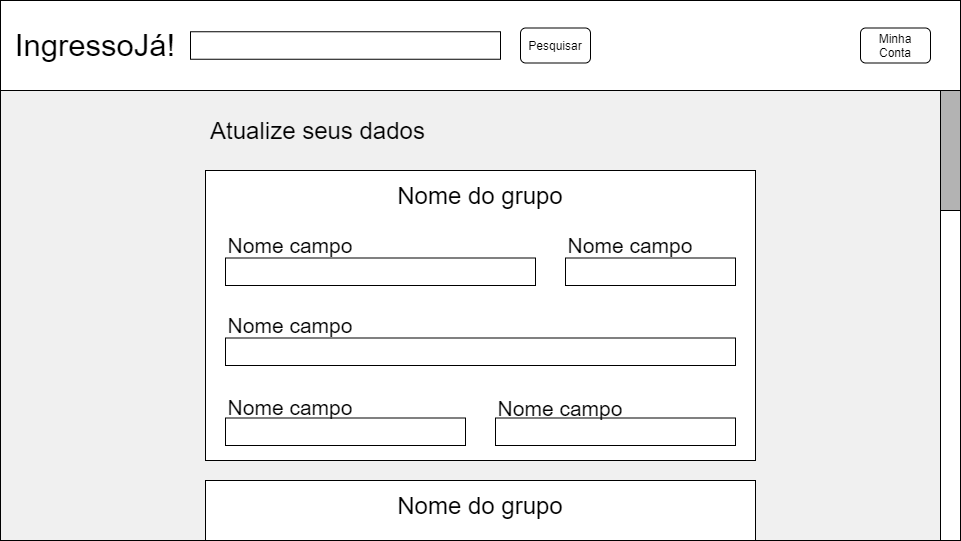 IngressoJá!
Pesquisar
Minha
Conta
Atualize seus dados
Nome do grupo
Nome campo
Nome campo
Nome campo
Nome campo
Nome campo
Nome do grupo